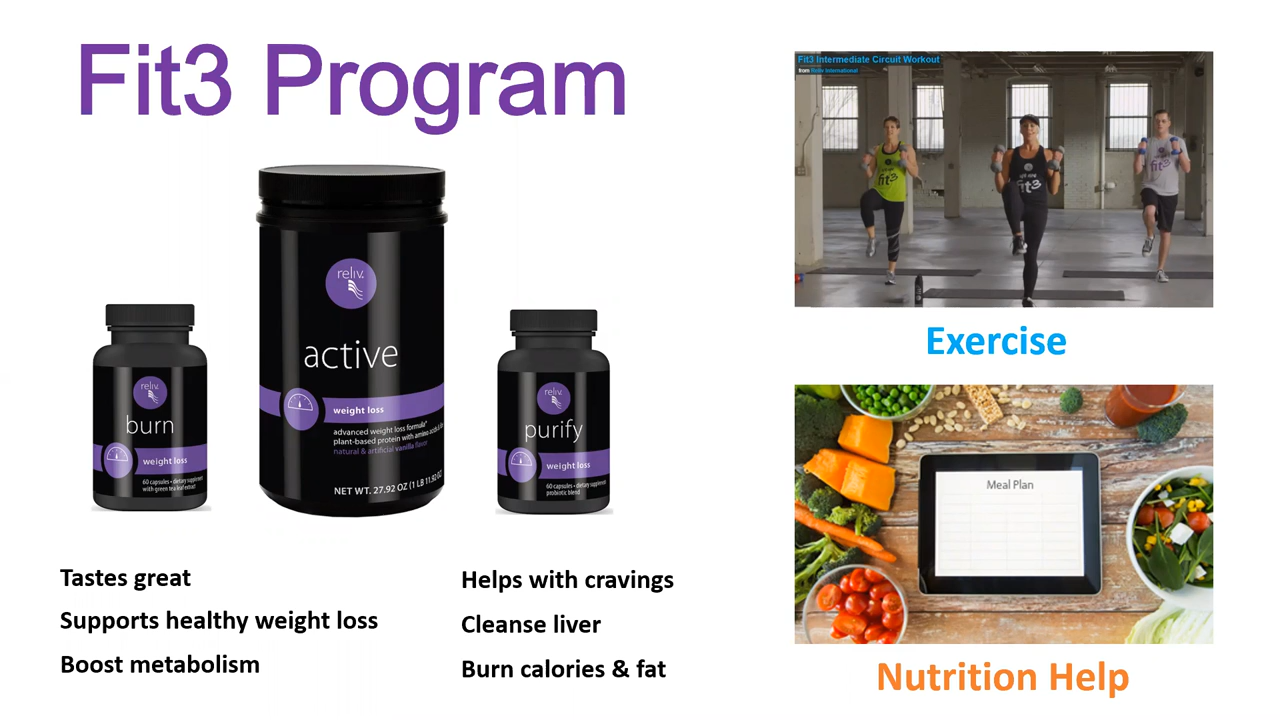 Fit3 Program
reliv.
burn
weight loss
60 capsules • dietary supplement
with green tea leaf extract
reliv.
active
weight loss
advanced weight loss formula*
plant-based protein with amino acids &
natural & artificial vanilla flavor
NET WT. 27.92 OZ (1 LB 11.92 OZ
reliv.
purify
weight loss
60 capsules • dietary supplement
probiotic blend
Tastes great
Supports healthy weight loss
Boost metabolism
Helps with cravings
Cleanse liver
Burn calories & fat
Fit3 Intermediate Circuit Workout
from Reliv International
fit3
fit3
fit3
Exercise
Meal Plan
Nutrition Help